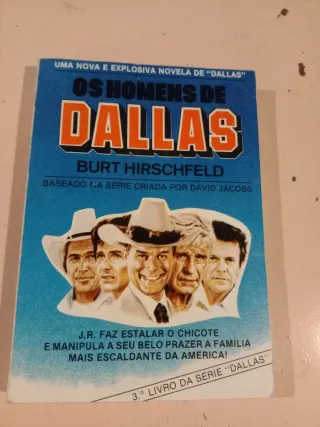 UMA NOVA E EXPLOSIVA NOVELA DE "DALLAS"
OS HOMENS DE
DALLAS
BURT HIRSCHFELD
BASEADO NA SÉRIE CRIADA POR DAVID JACOBS
J.R. FAZ ESTALAR O CHICOTE
E MANIPULA A SEU BELO PRAZER A FAMÍLIA
MAIS ESCALDANTE DA AMÉRICA!
3.º LIVRO DA SÉRIE "DALLAS"